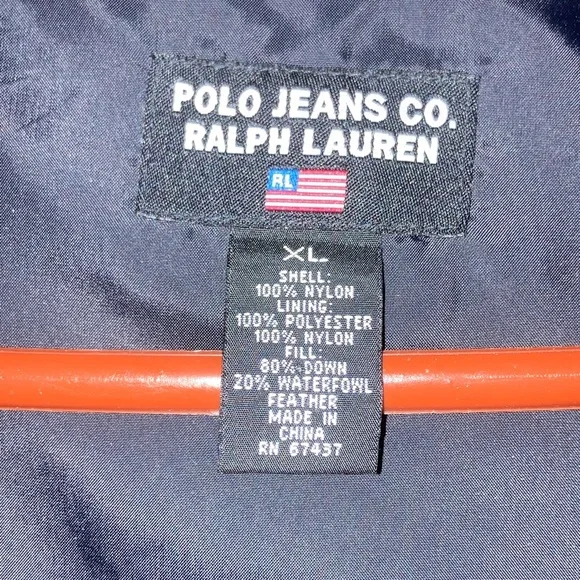 POLO JEANS CO.
RALPH LAUREN
RL
XL
SHELL:
100% NYLON
LINING:
100% POLYESTER
100% NYLON
FILL:
80% DOWN
20% WATERFOWL
FEATHER
MADE IN
CHINA
RN 67437